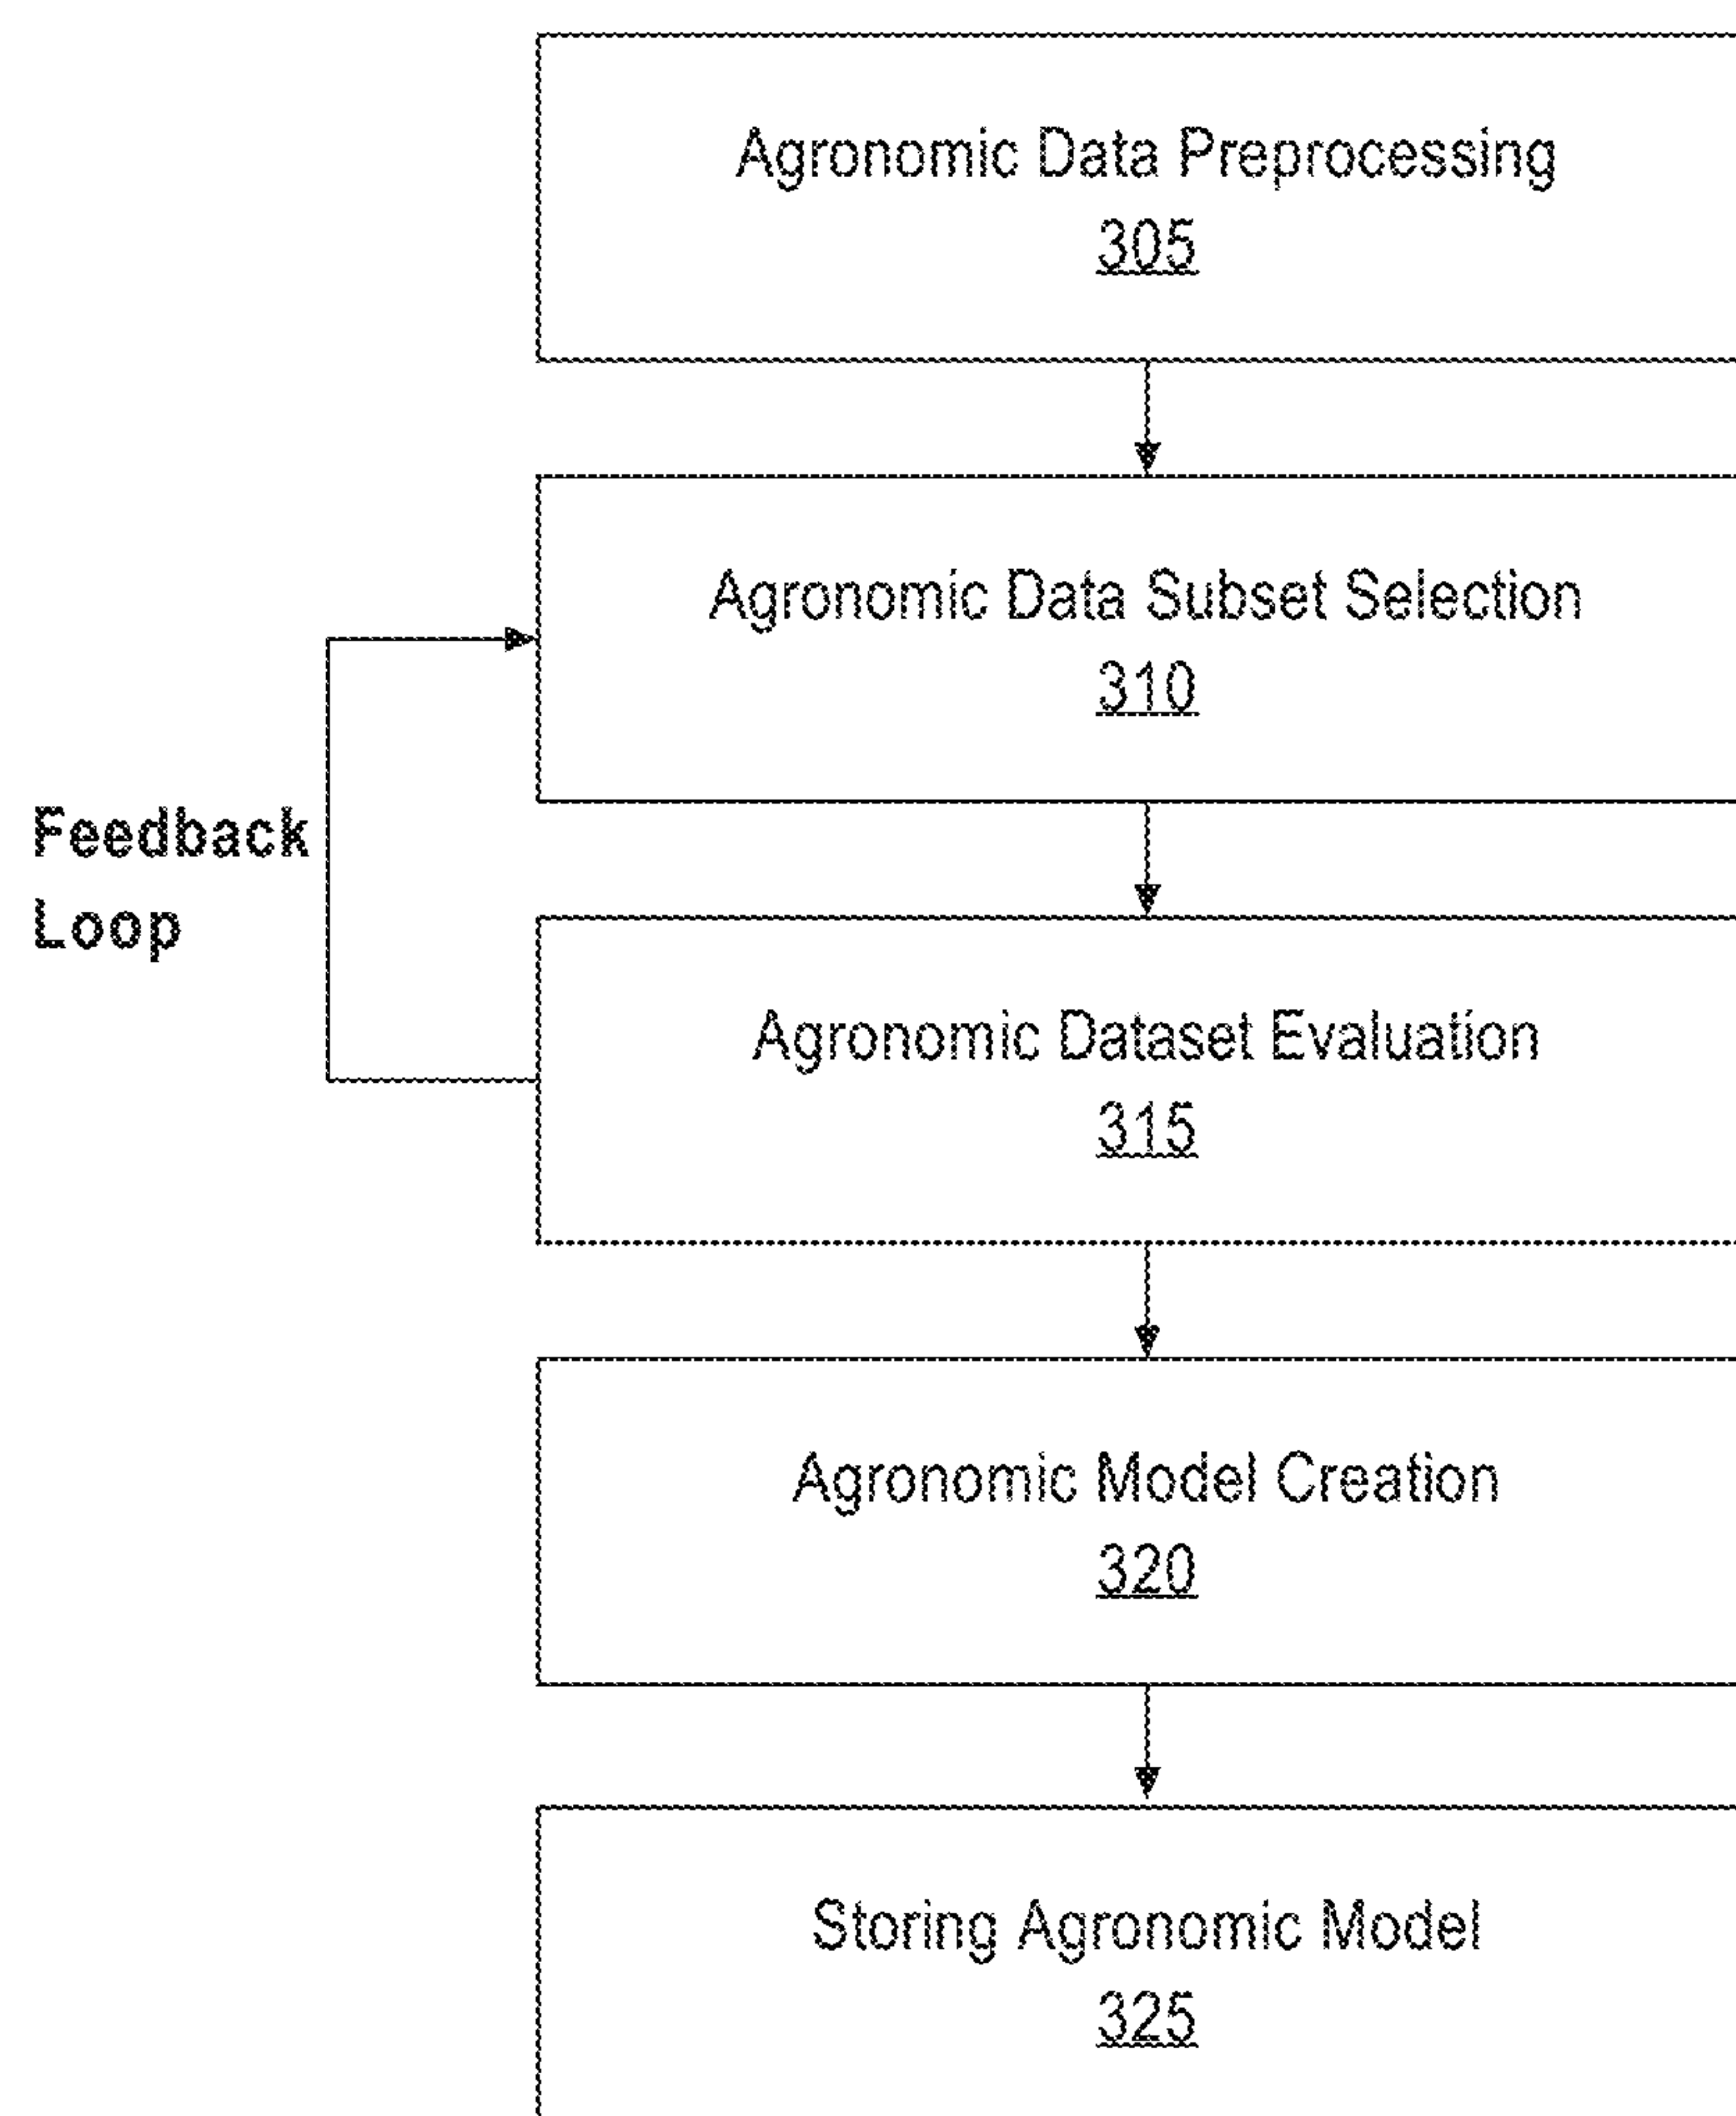 Agronomic Data Preprocessing
305
Agronomic Data Subset Selection
310
Feedback
Loop
Agronomic Dataset Evaluation
315
Agronomic Model Creation
320
Storing Agronomic Model
325